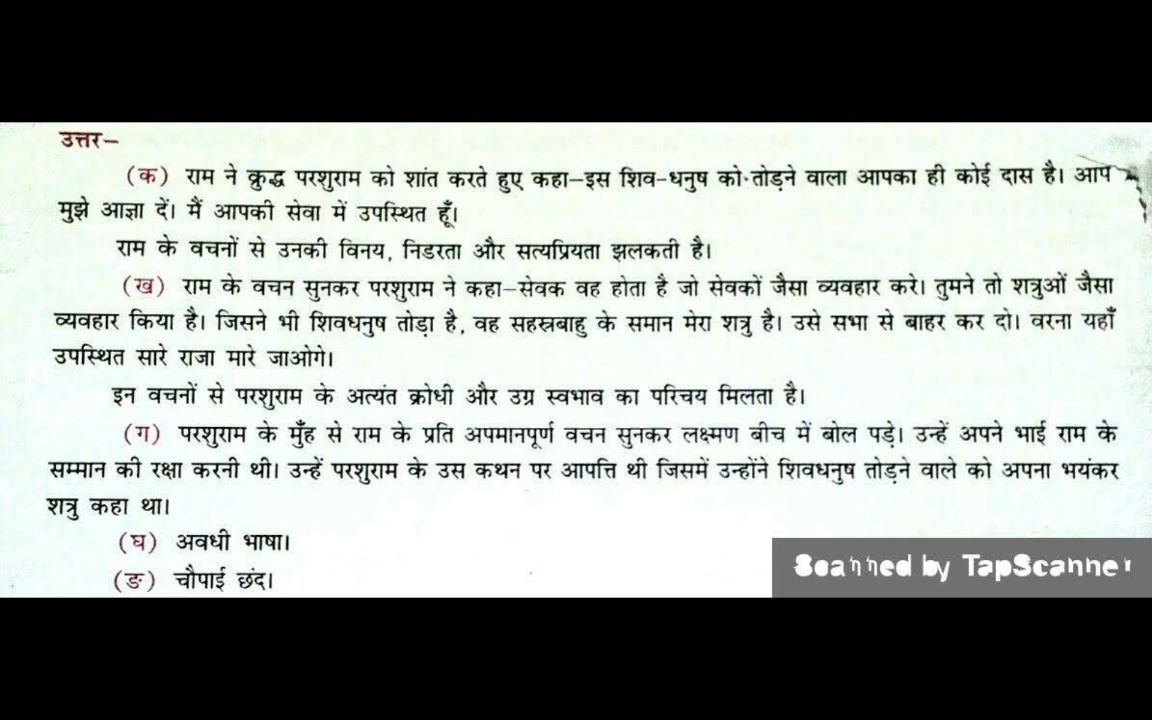 उत्तर–
(क) राम ने क्रुद्ध परशुराम को शांत करते हुए कहा–इस शिव-धनुष को तोड़ने वाला आपका ही कोई दास है। आप
मुझे आज्ञा दें। मैं आपकी सेवा में उपस्थित हूँ।
राम के वचनों से उनकी विनय, निडरता और सत्यप्रियता झलकती है।
(ख) राम के वचन सुनकर परशुराम ने कहा–सेवक वह होता है जो सेवकों जैसा व्यवहार करे। तुमने तो शत्रुओं जैसा
व्यवहार किया है। जिसने भी शिवधनुष तोड़ा है, वह सहस्रबाहु के समान मेरा शत्रु है। उसे सभा से बाहर कर दो। वरना यहाँ
उपस्थित सारे राजा मारे जाओगे।
इन वचनों से परशुराम के अत्यंत क्रोधी और उग्र स्वभाव का परिचय मिलता है।
(ग) परशुराम के मुँह से राम के प्रति अपमानपूर्ण वचन सुनकर लक्ष्मण बीच में बोल पड़े। उन्हें अपने भाई राम के
सम्मान की रक्षा करनी थी। उन्हें परशुराम के उस कथन पर आपत्ति थी जिसमें उन्होंने शिवधनुष तोड़ने वाले को अपना भयंकर
शत्रु कहा था।
(घ) अवधी भाषा।
(ङ) चौपाई छंद।
Scanned by TapScanner